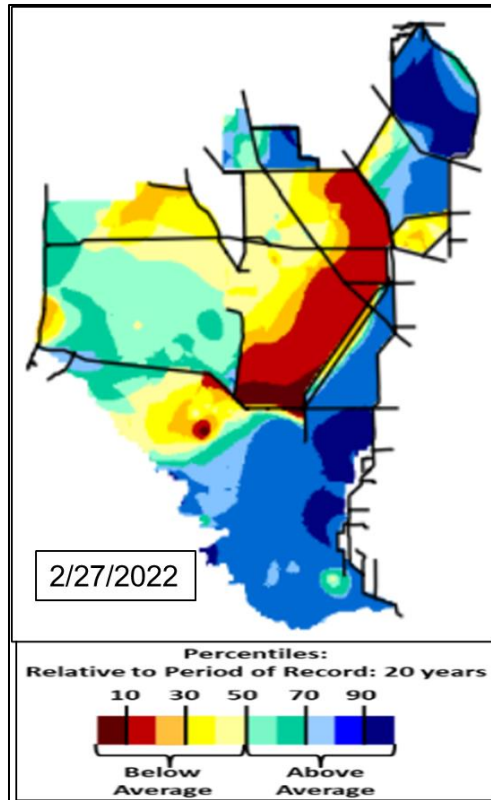 2/27/2022
Percentiles:
Relative to Period of Record: 20 years
10 30 50 70 90
Below Above
Average Average